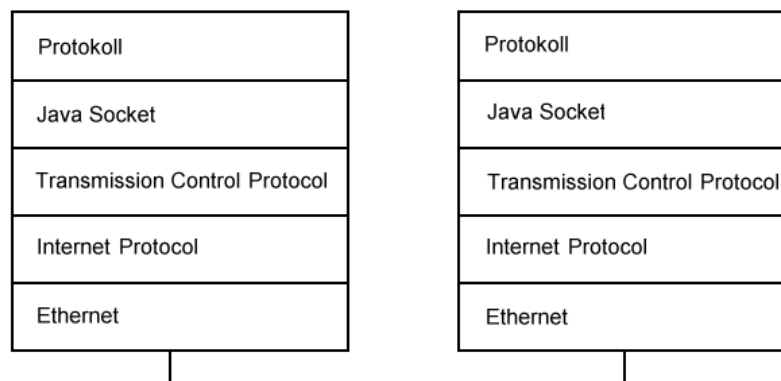 Protokoll
Java Socket
Transmission Control Protocol
Internet Protocol
Ethernet
Protokoll
Java Socket
Transmission Control Protocol
Internet Protocol
Ethernet